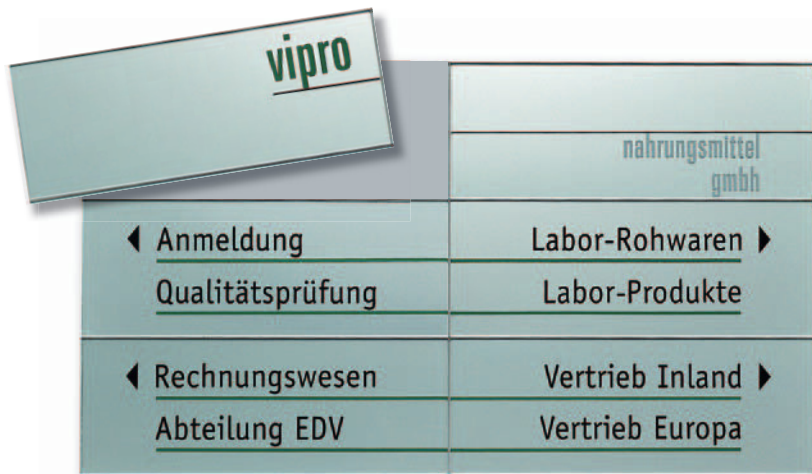 vipro
nahrungsmittel
gmbh
◀ Anmeldung
Qualitätsprüfung
Labor-Rohwaren ▶
Labor-Produkte
◀ Rechnungswesen
Abteilung EDV
Vertrieb Inland ▶
Vertrieb Europa